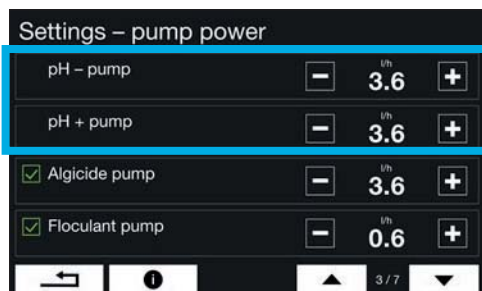 Settings – pump power
pH – pump
l/h
3.6
pH + pump
l/h
3.6
Algicide pump
l/h
3.6
Floculant pump
l/h
0.6
3/7